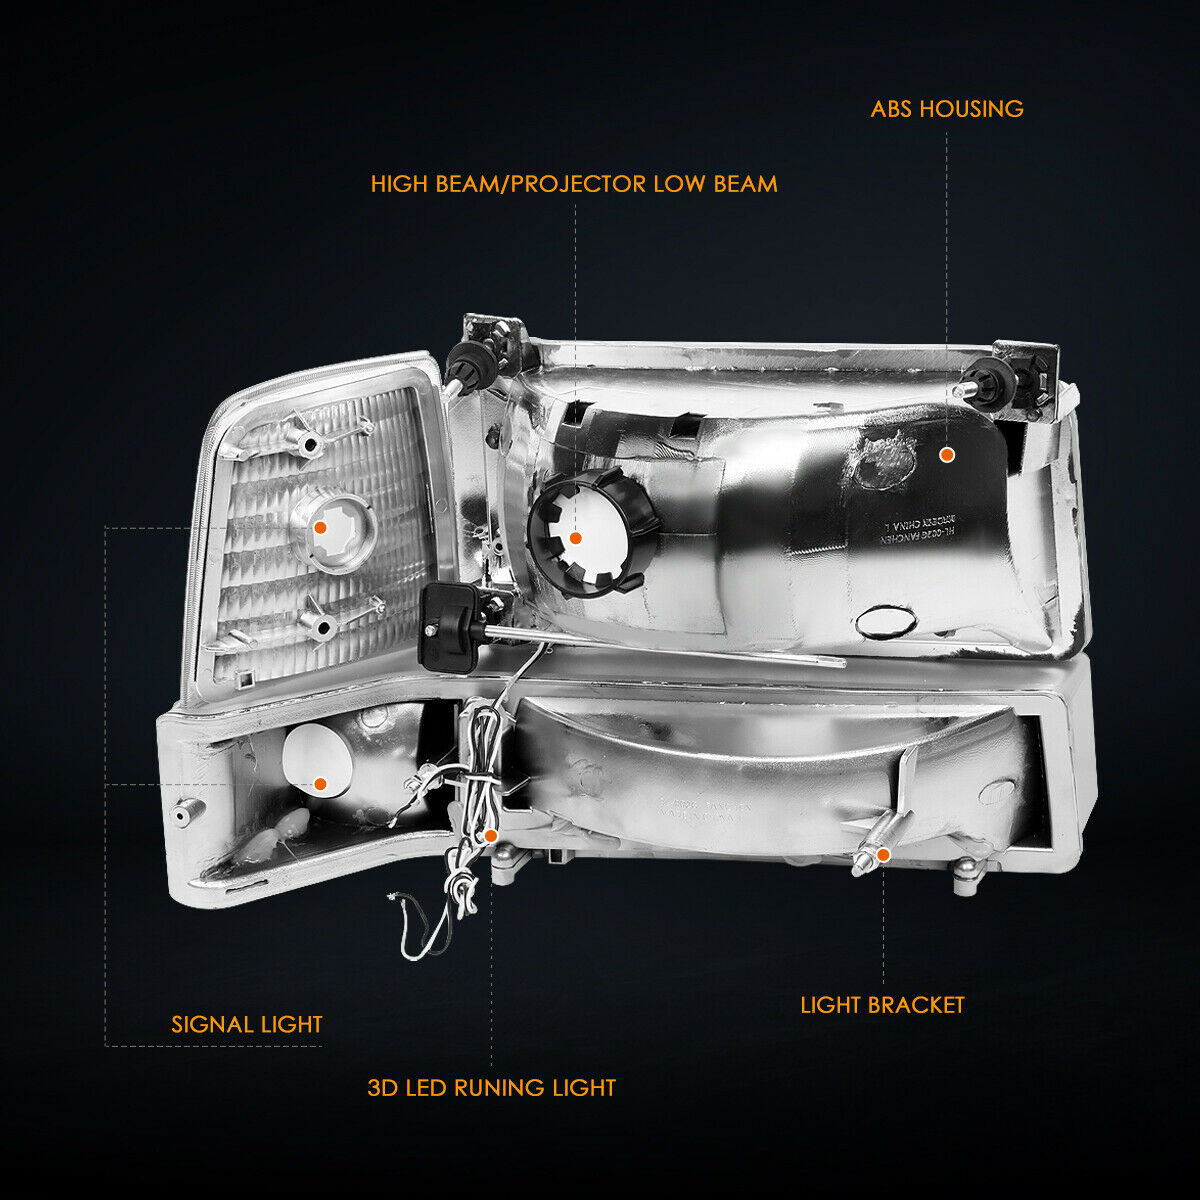 ABS HOUSING
HIGH BEAM/PROJECTOR LOW BEAM
SIGNAL LIGHT
LIGHT BRACKET
3D LED RUNING LIGHT